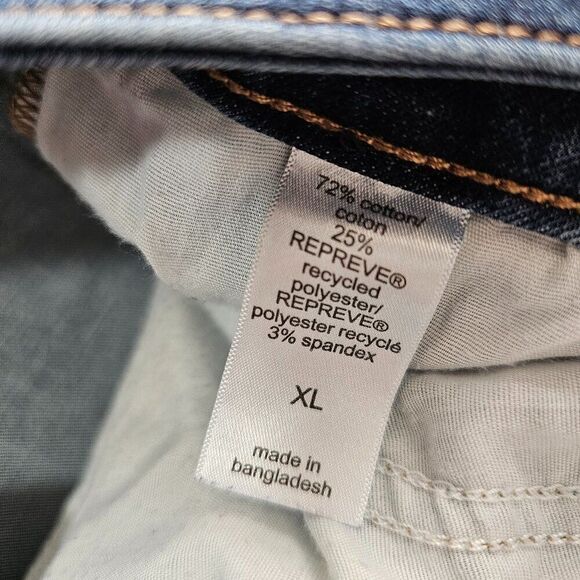 72% cotton/
coton
25%
REPREVE®
recycled
polyester/
REPREVE®
polyester recyclé
3% spandex
XL
made in
bangladesh